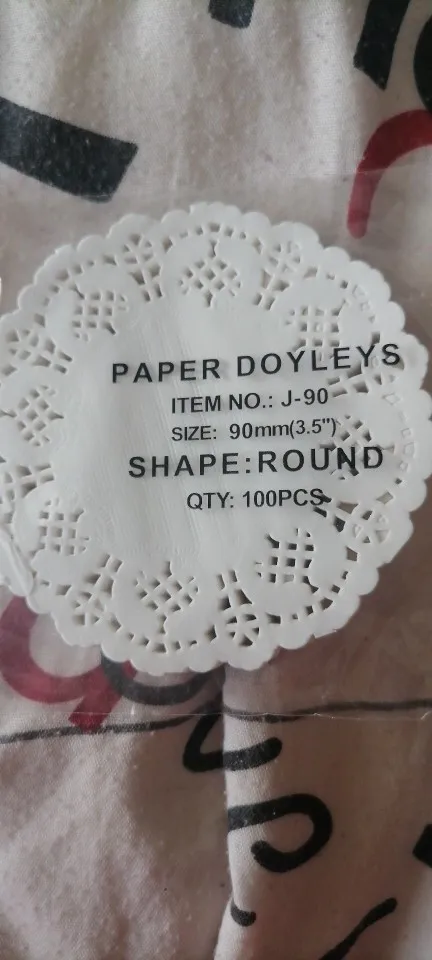 PAPER DOYLEYS
ITEM NO.: J-90
SIZE: 90mm(3.5")
SHAPE:ROUND
QTY: 100PCS